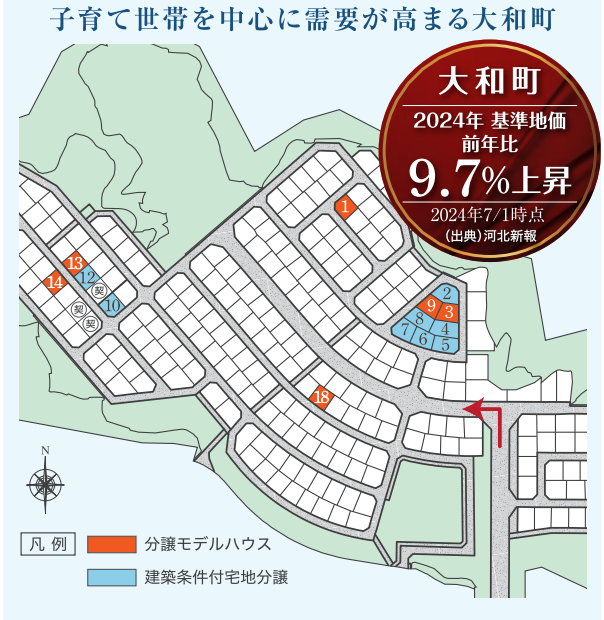 子育て世帯を中心に需要が高まる大和町
大和町
2024年 基準地価
前年比
9.7%上昇
2024年7/1時点
（出典）河北新報
1
2
9 3
8 4
7 6 5
13
12
14
契
10
契
契
18
N
凡例
分譲モデルハウス
建築条件付宅地分譲